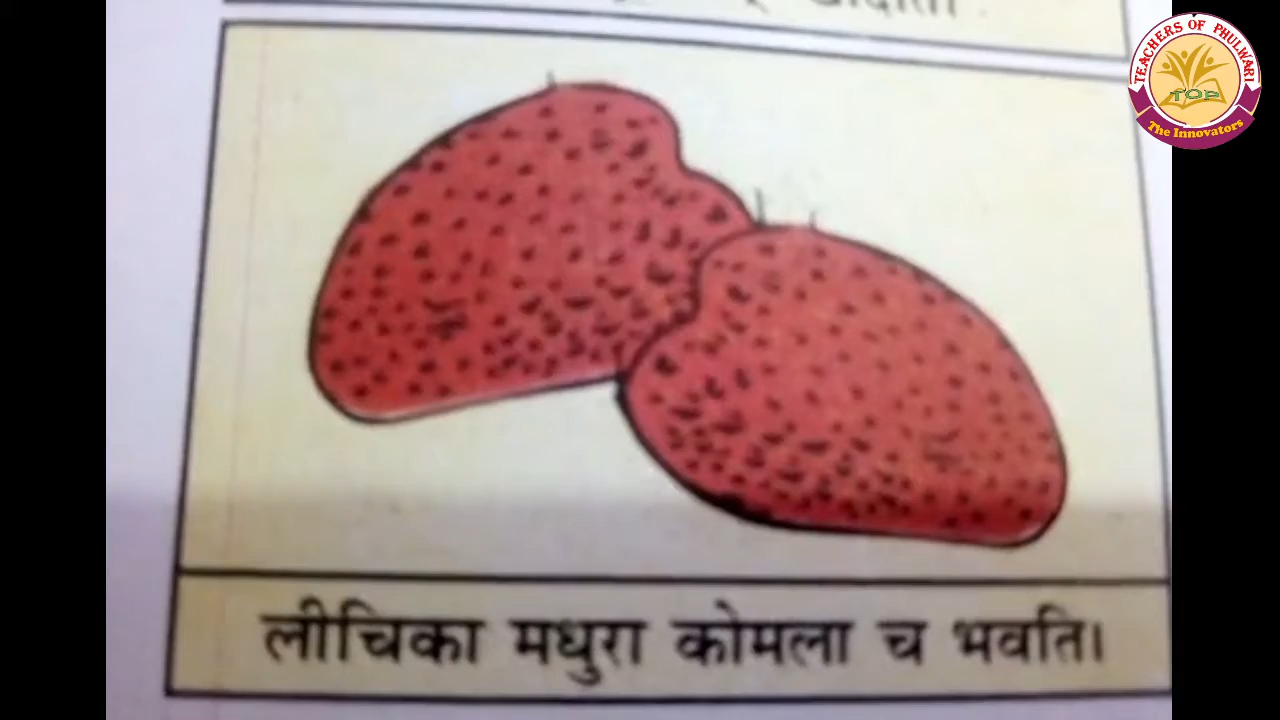 TEACHERS OF PHULWARI
TOP
The Innovators
लीचिका मधुरा कोमला च भवति।